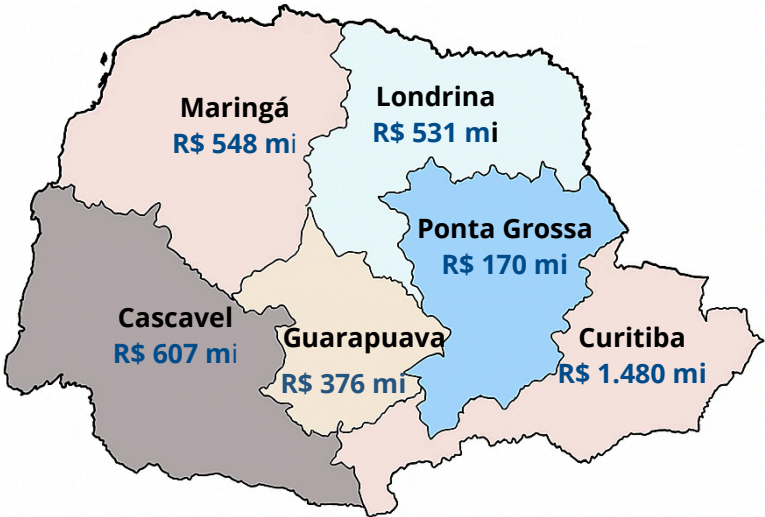 Maringá
R$ 548 mi
Londrina
R$ 531 mi
Ponta Grossa
R$ 170 mi
Cascavel
R$ 607 mi
Guarapuava
R$ 376 mi
Curitiba
R$ 1.480 mi